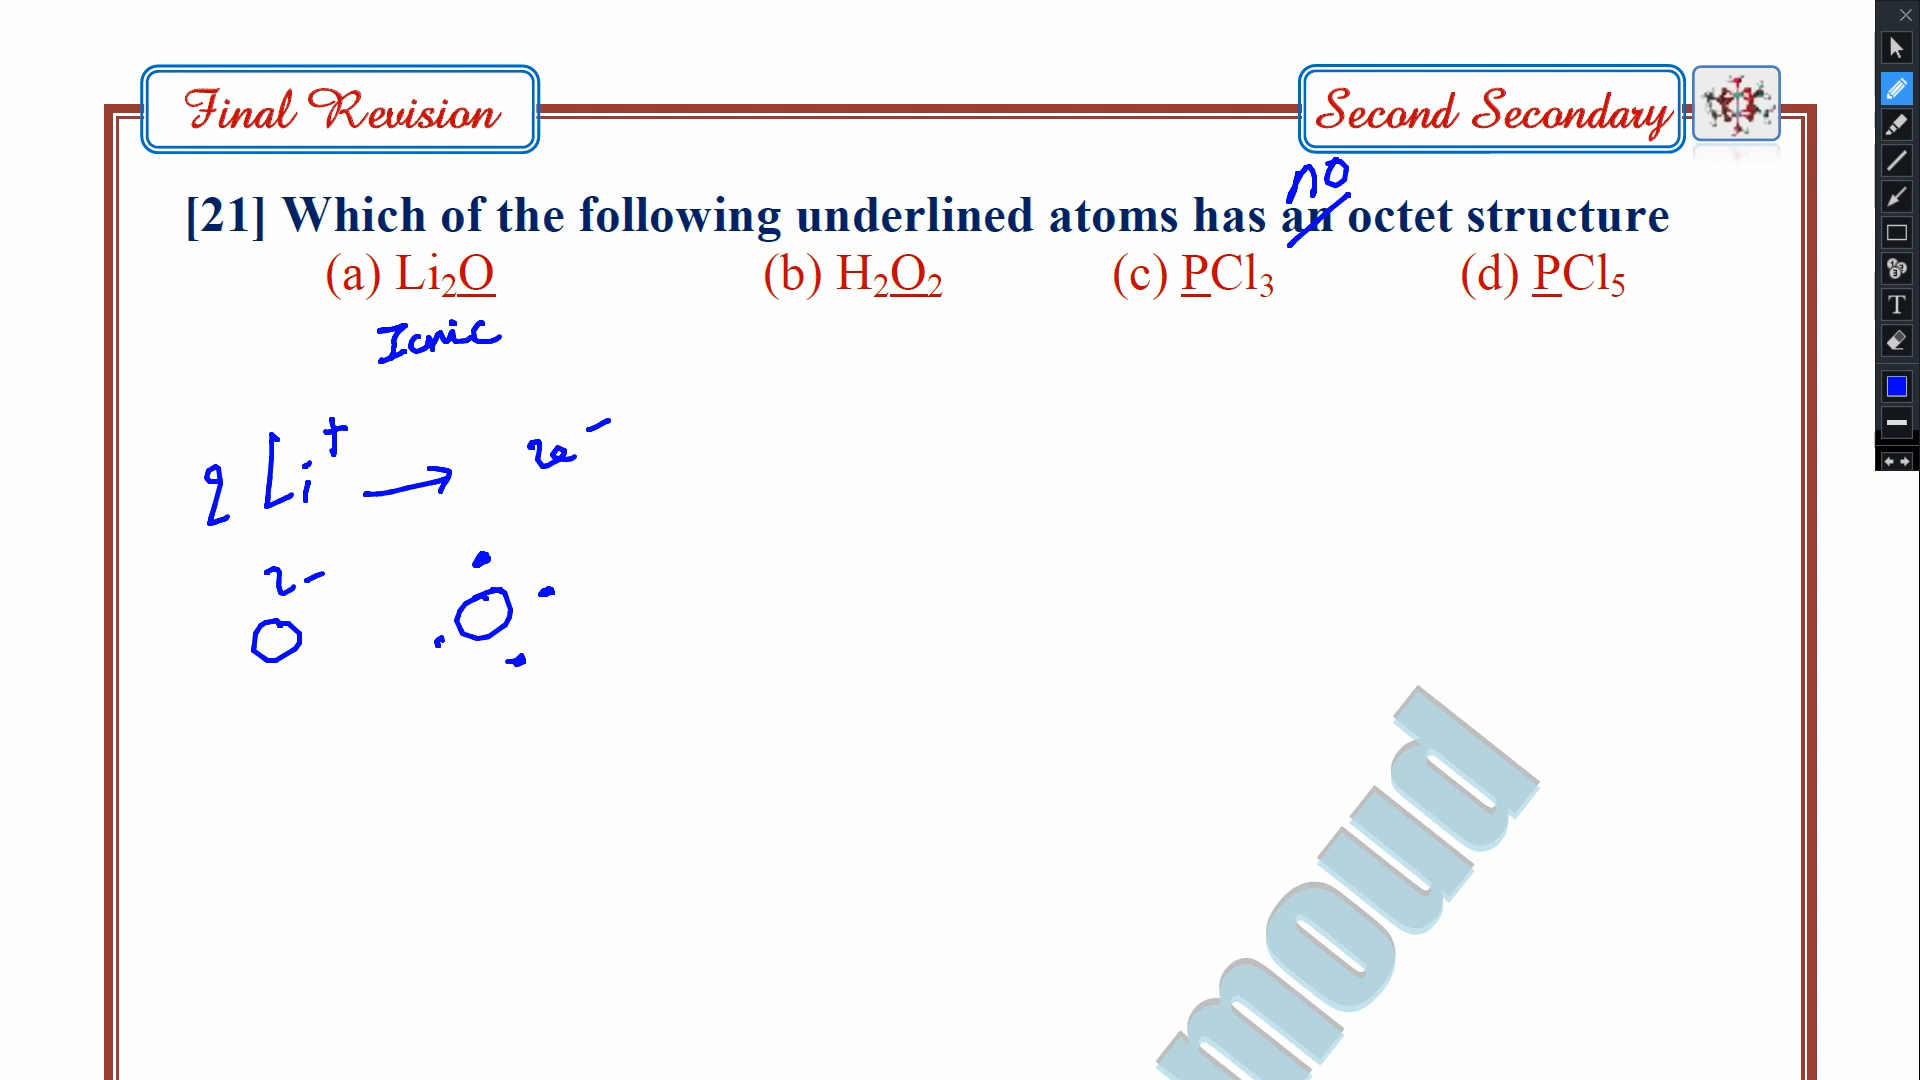 Final Revision
Second Secondary
no
[21] Which of the following underlined atoms has an octet structure
(a) Li₂O (b) H₂O₂ (c) PCl₃ (d) PCl₅
Ionic
2 Li⁺ → 2e⁻
2-
O O
moud